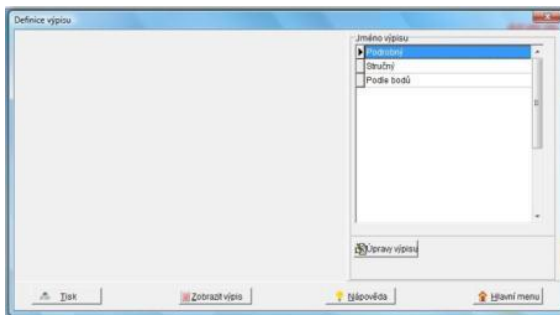 Definice výpisu
Jméno výpisu
Podrobný
Stručný
Podle bodů
Úpravy výpisu
Tisk
Zobrazit výpis
Nápověda
Hlavní menu